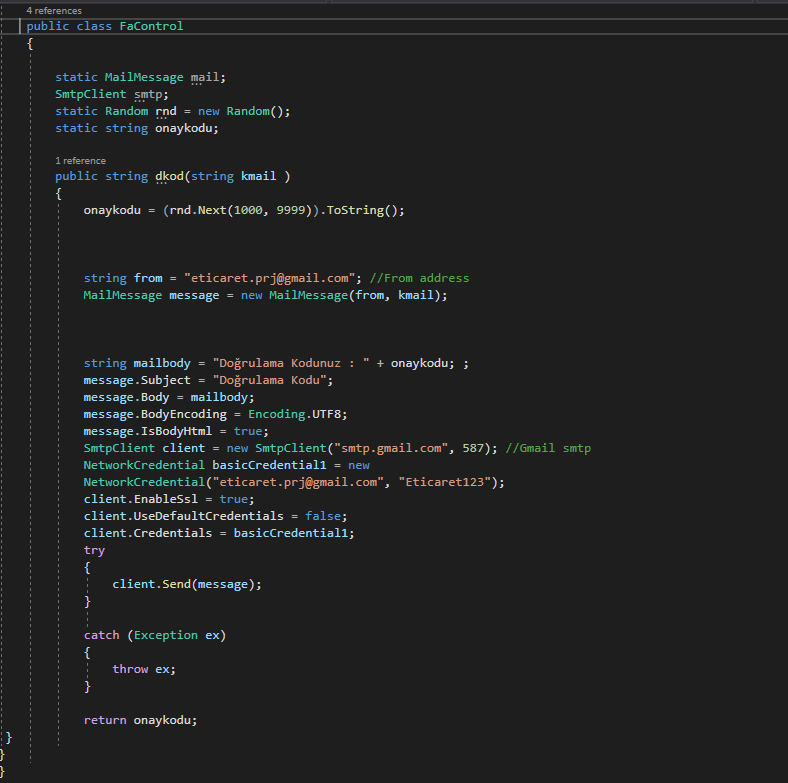 4 references
public class FaControl
{
static MailMessage mail;
SmtpClient smtp;
static Random rnd = new Random();
static string onaykodu;
1 reference
public string dkod(string kmail )
{
onaykodu = (rnd.Next(1000, 9999)).ToString();
string from = "eticaret.prj@gmail.com"; //From address
MailMessage message = new MailMessage(from, kmail);
string mailbody = "Doğrulama Kodunuz : " + onaykodu; ;
message.Subject = "Doğrulama Kodu";
message.Body = mailbody;
message.BodyEncoding = Encoding.UTF8;
message.IsBodyHtml = true;
SmtpClient client = new SmtpClient("smtp.gmail.com", 587); //Gmail smtp
NetworkCredential basicCredential1 = new
NetworkCredential("eticaret.prj@gmail.com", "Eticaret123");
client.EnableSsl = true;
client.UseDefaultCredentials = false;
client.Credentials = basicCredential1;
try
{
client.Send(message);
}
catch (Exception ex)
{
throw ex;
}
return onaykodu;
}
}
}